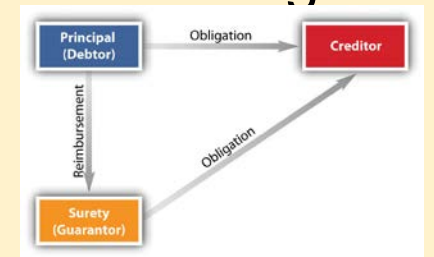 Principal
(Debtor)
Obligation
Creditor
Reimbursement
Obligation
Surety
(Guarantor)